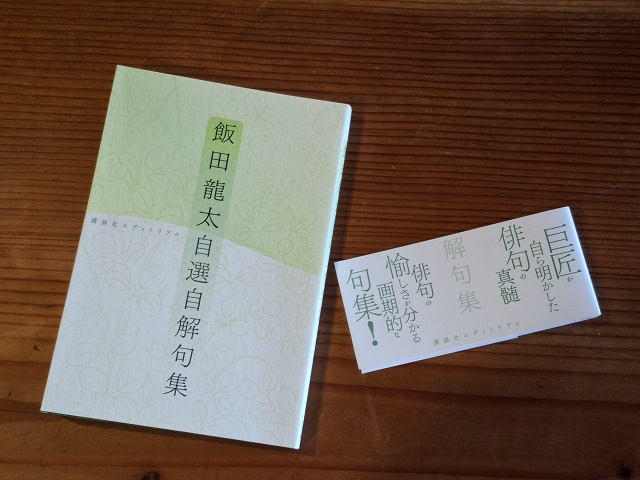 飯田龍太自選自解句集
講談社エディトリアル
巨匠が
自ら明かした
俳句の
真髄
解句集
俳句の
愉しさが分かる
画期的な
句集!
講談社エディトリアル